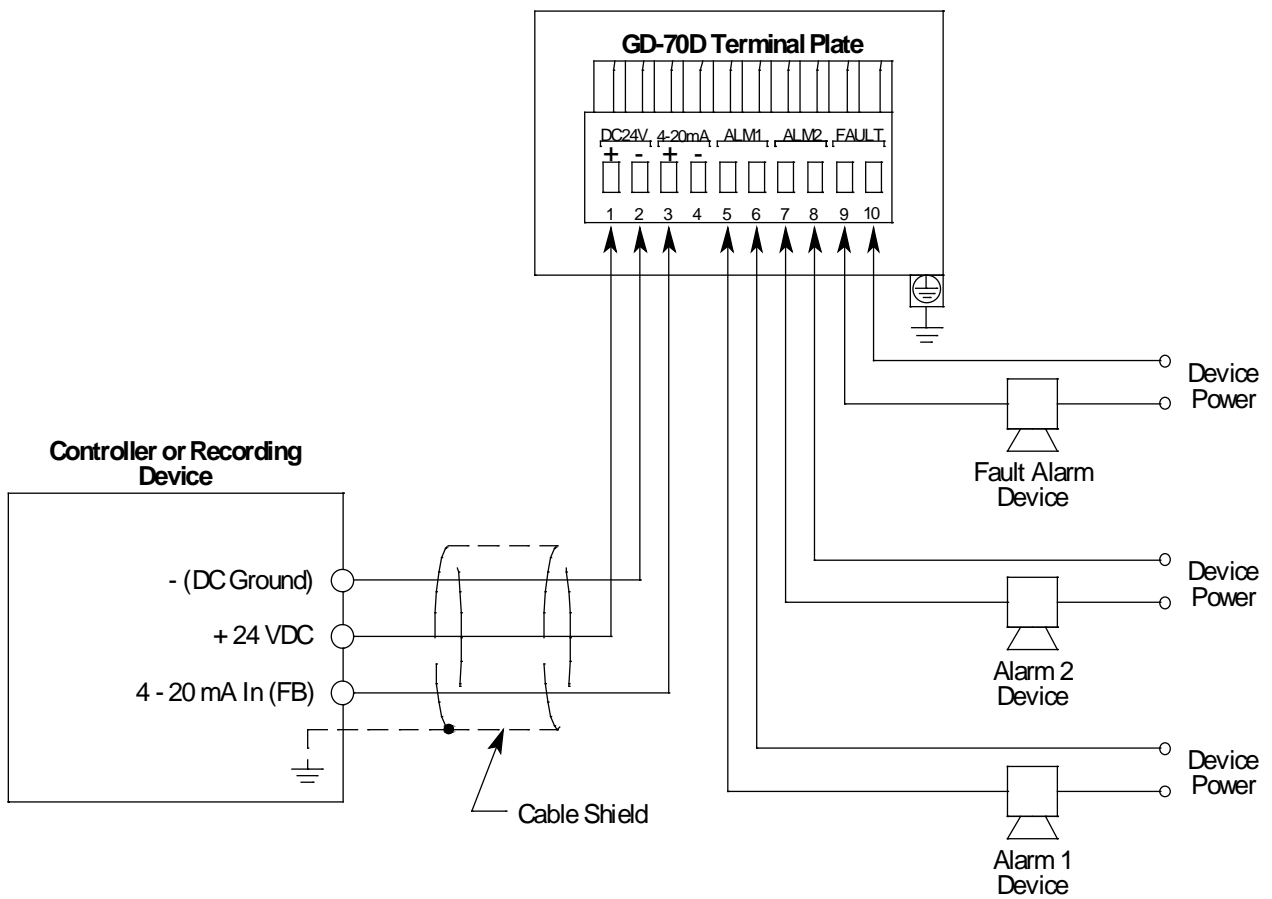 GD-70D Terminal Plate
DC24V 4-20mA ALM1 ALM2 FAULT
+ - + -
1 2 3 4 5 6 7 8 9 10
Device
Power
Fault Alarm
Device
Controller or Recording
Device
- (DC Ground)
+ 24 VDC
4 - 20 mA In (FB)
Cable Shield
Device
Power
Alarm 2
Device
Device
Power
Alarm 1
Device